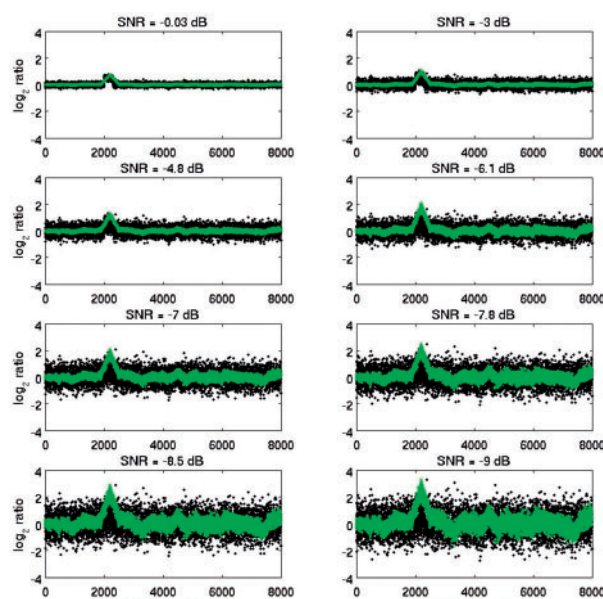 SNR = -0.03 dB
SNR = -3 dB
log2 ratio
4
2
0
-2
-4
0 2000 4000 6000 8000
4
2
0
-2
-4
0 2000 4000 6000 8000
SNR = -4.8 dB
SNR = -6.1 dB
log2 ratio
4
2
0
-2
-4
0 2000 4000 6000 8000
4
2
0
-2
-4
0 2000 4000 6000 8000
SNR = -7 dB
SNR = -7.8 dB
log2 ratio
4
2
0
-2
-4
0 2000 4000 6000 8000
4
2
0
-2
-4
0 2000 4000 6000 8000
SNR = -8.5 dB
SNR = -9 dB
log2 ratio
4
2
0
-2
-4
0 2000 4000 6000 8000
4
2
0
-2
-4
0 2000 4000 6000 8000